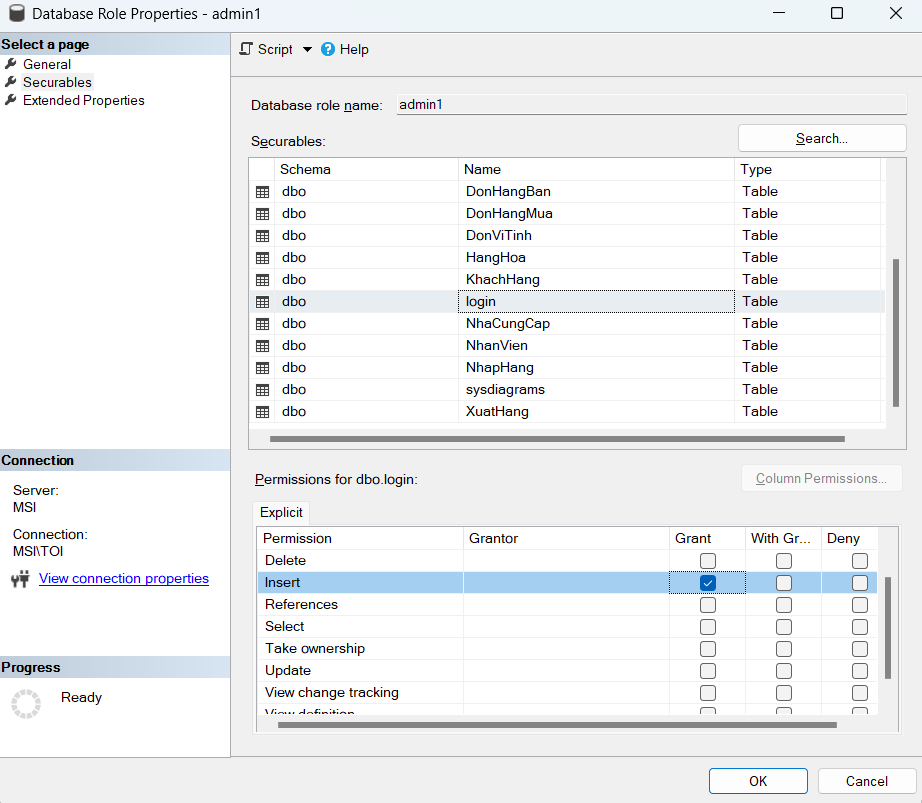 Database Role Properties - admin1
Select a page
General
Securables
Extended Properties
Script Help
Database role name: admin1
Securables: Search...
Schema Name Type
dbo DonHangBan Table
dbo DonHangMua Table
dbo DonViTinh Table
dbo HangHoa Table
dbo KhachHang Table
dbo login Table
dbo NhaCungCap Table
dbo NhanVien Table
dbo NhapHang Table
dbo sysdiagrams Table
dbo XuatHang Table
Connection
Server:
MSI
Connection:
MSI\TOI
View connection properties
Progress
Ready
Permissions for dbo.login: Column Permissions...
Explicit
Permission Grantor Grant With Gr... Deny
Delete
Insert
References
Select
Take ownership
Update
View change tracking
View definition
OK Cancel